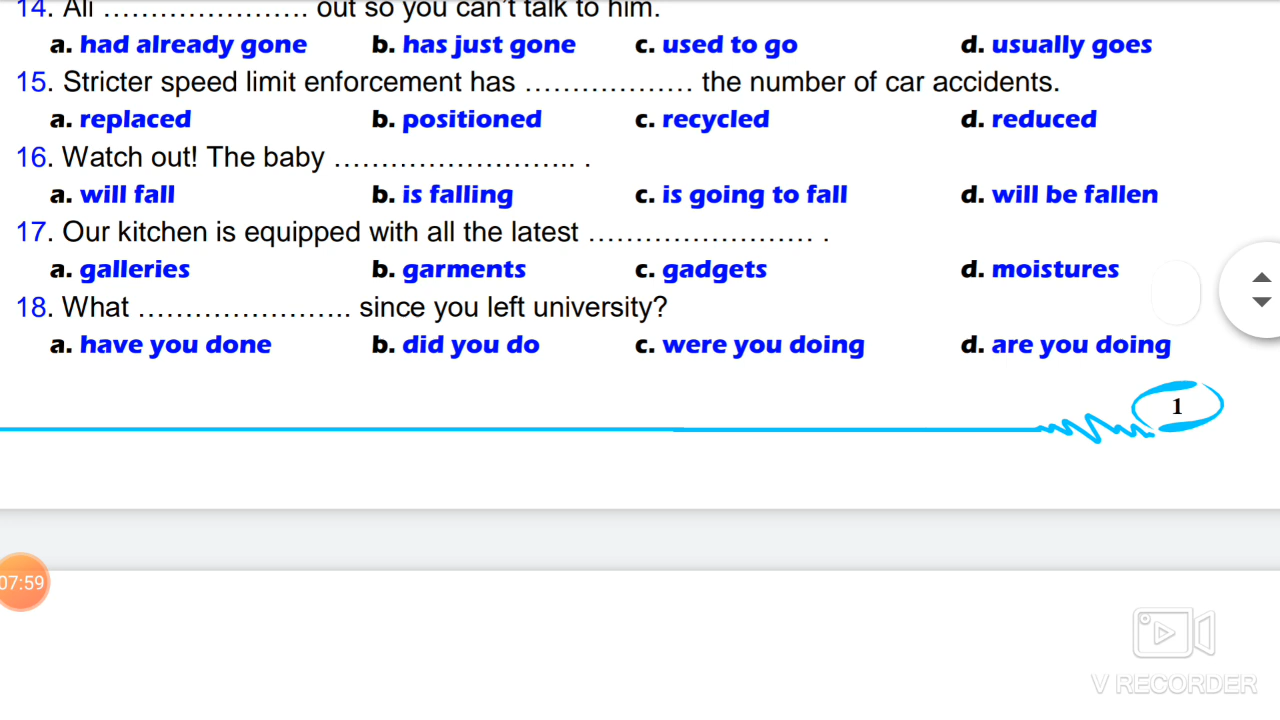 14. Ali ...................... out so you can't talk to him.
a. had already gone b. has just gone c. used to go d. usually goes
15. Stricter speed limit enforcement has .................. the number of car accidents.
a. replaced b. positioned c. recycled d. reduced
16. Watch out! The baby .......................... .
a. will fall b. is falling c. is going to fall d. will be fallen
17. Our kitchen is equipped with all the latest ........................ .
a. galleries b. garments c. gadgets d. moistures
18. What ....................... since you left university?
a. have you done b. did you do c. were you doing d. are you doing
1
07:59
V RECORDER